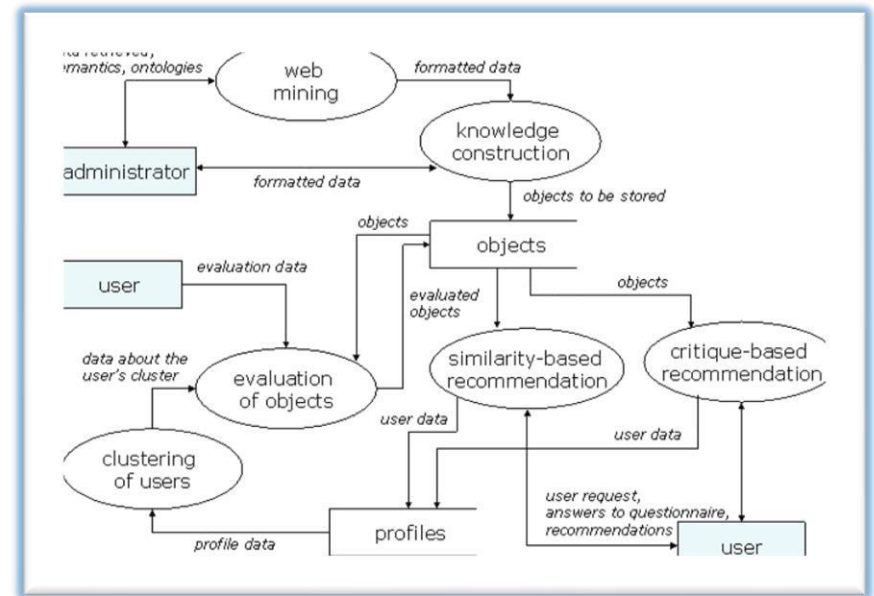 semantics, ontologies
web
mining
formatted data
knowledge
construction
administrator
formatted data
objects to be stored
objects
objects
user
evaluation data
evaluated
objects
objects
data about the
user's cluster
evaluation
of objects
similarity-based
recommendation
critique-based
recommendation
user data
user data
clustering
of users
user request,
answers to questionnaire,
recommendations
profiles
profile data
user